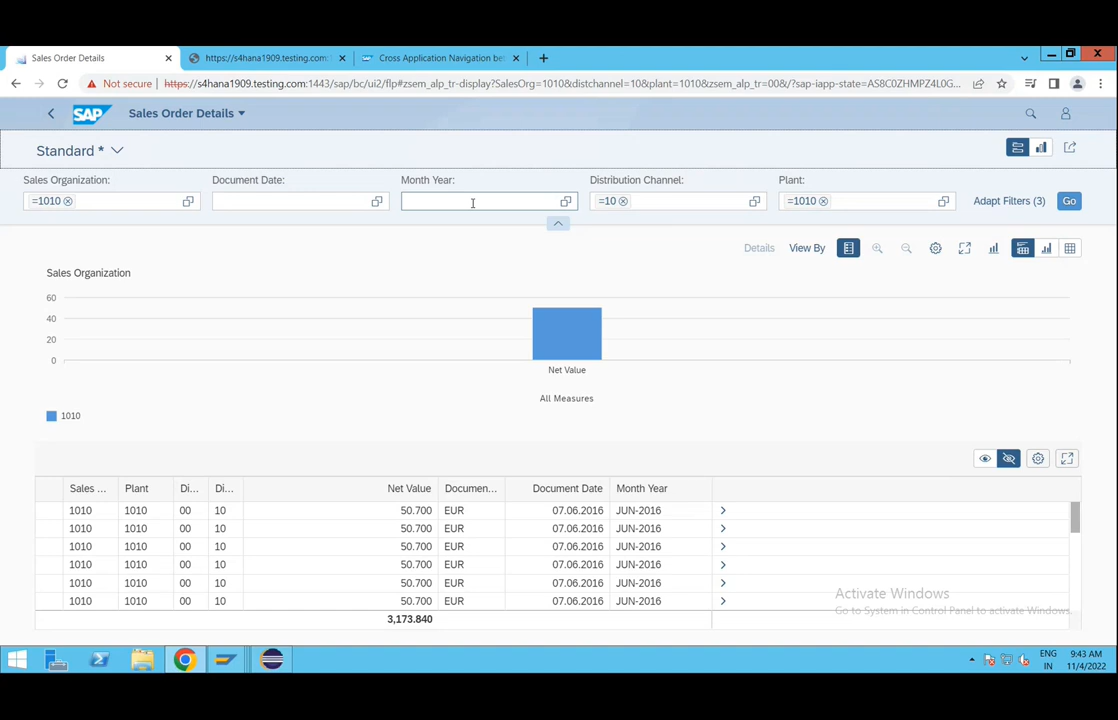 Sales Order Details
https://s4hana1909.testing.com:1
Cross Application Navigation be
Not secure
https://s4hana1909.testing.com:1443/sap/bc/ui2/flp#zsem_alp_tr-display?SalesOrg=1010&distchannel=10&plant=1010&zsem_alp_tr=00&/?sap-iapp-state=AS8C0ZHMPZ4L0G...
SAP
Sales Order Details
Standard *
Sales Organization: Document Date: Month Year: Distribution Channel: Plant:
=1010 =10 =1010 Adapt Filters (3) Go
Details View By
Sales Organization
60
40
20
0
Net Value
All Measures
1010
Sales ... Plant Di... Di... Net Value Documen... Document Date Month Year
1010 1010 00 10 50.700 EUR 07.06.2016 JUN-2016
1010 1010 00 10 50.700 EUR 07.06.2016 JUN-2016
1010 1010 00 10 50.700 EUR 07.06.2016 JUN-2016
1010 1010 00 10 50.700 EUR 07.06.2016 JUN-2016
1010 1010 00 10 50.700 EUR 07.06.2016 JUN-2016
1010 1010 00 10 50.700 EUR 07.06.2016 JUN-2016
3,173.840
Activate Windows
Go to System in Control Panel to activate Windows.
ENG
IN
9:43 AM
11/4/2022